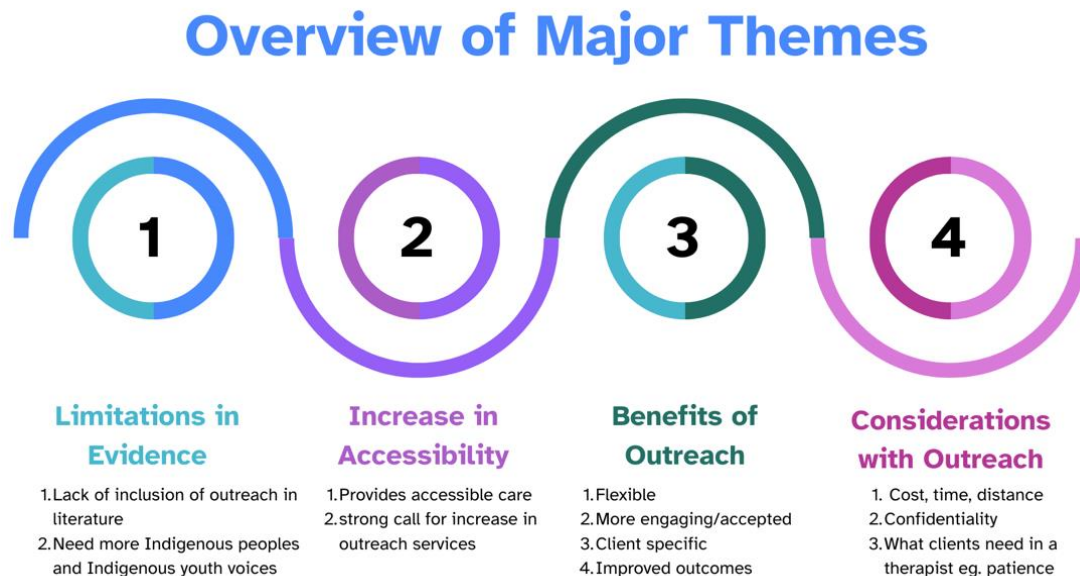 Overview of Major Themes
1
2
3
4
Limitations in
Evidence
1.Lack of inclusion of outreach in
literature
2.Need more Indigenous peoples
and Indigenous youth voices
Increase in
Accessibility
1.Provides accessible care
2.strong call for increase in
outreach services
Benefits of
Outreach
1.Flexible
2.More engaging/accepted
3.Client specific
4.Improved outcomes
Considerations
with Outreach
1. Cost, time, distance
2.Confidentiality
3.What clients need in a
therapist eg. patience